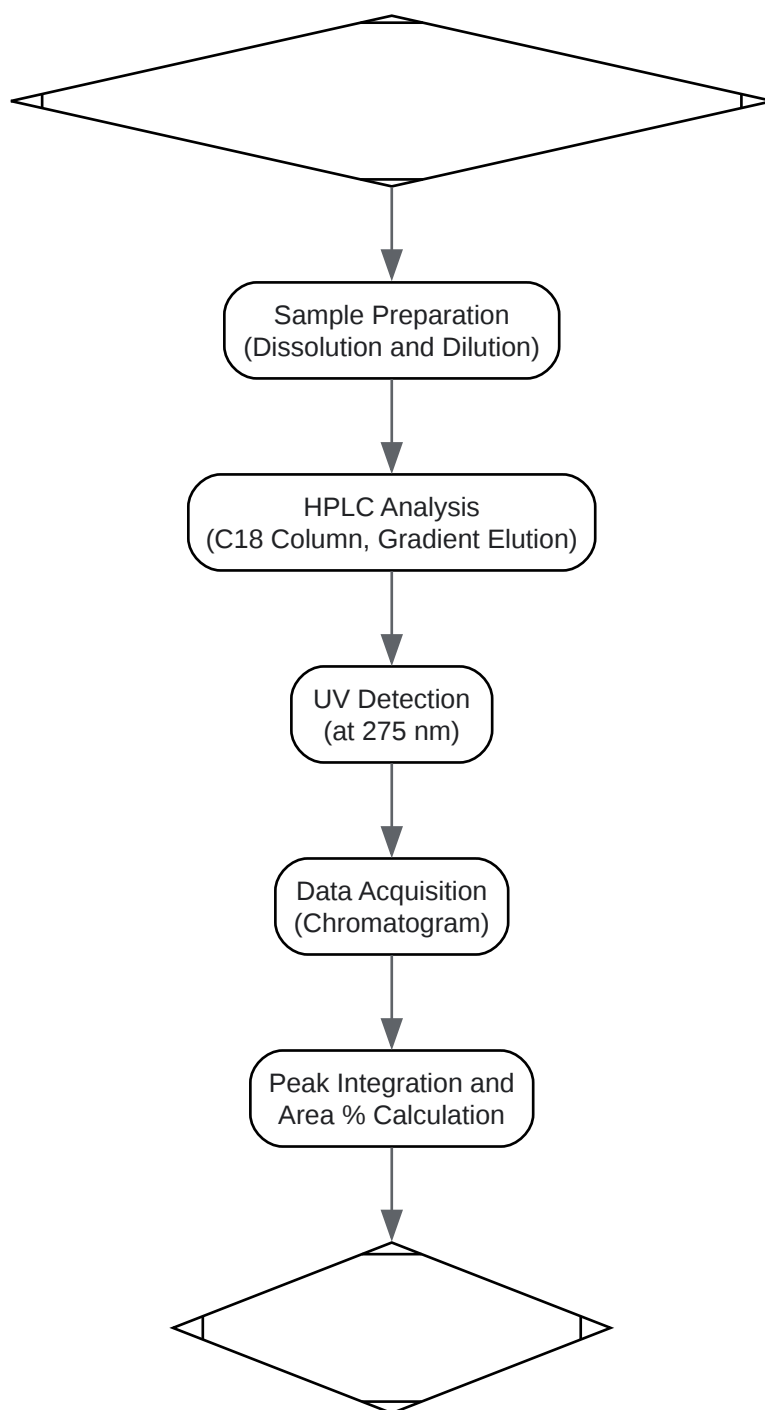 Sample Preparation
(Dissolution and Dilution)
HPLC Analysis
(C18 Column, Gradient Elution)
UV Detection
(at 275 nm)
Data Acquisition
(Chromatogram)
Peak Integration and
Area % Calculation